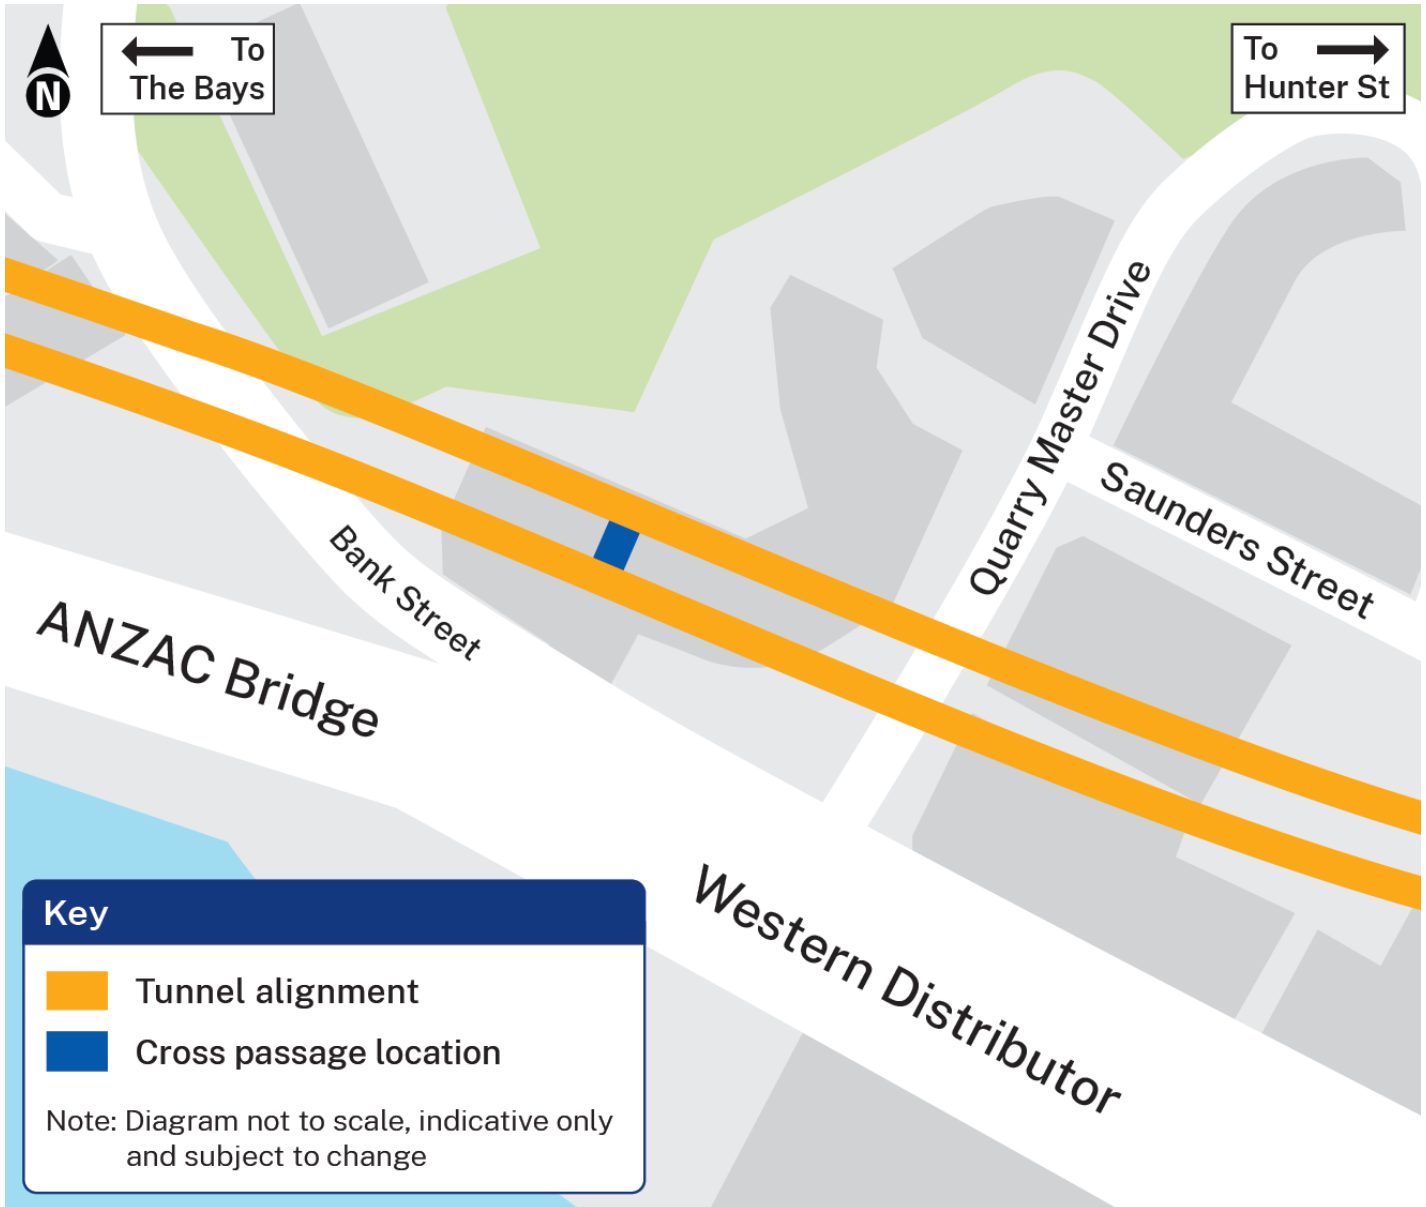 N
To
The Bays
To
Hunter St
Quarry Master Drive
Saunders Street
Bank Street
ANZAC Bridge
Western Distributor
Key
Tunnel alignment
Cross passage location
Note: Diagram not to scale, indicative only
and subject to change